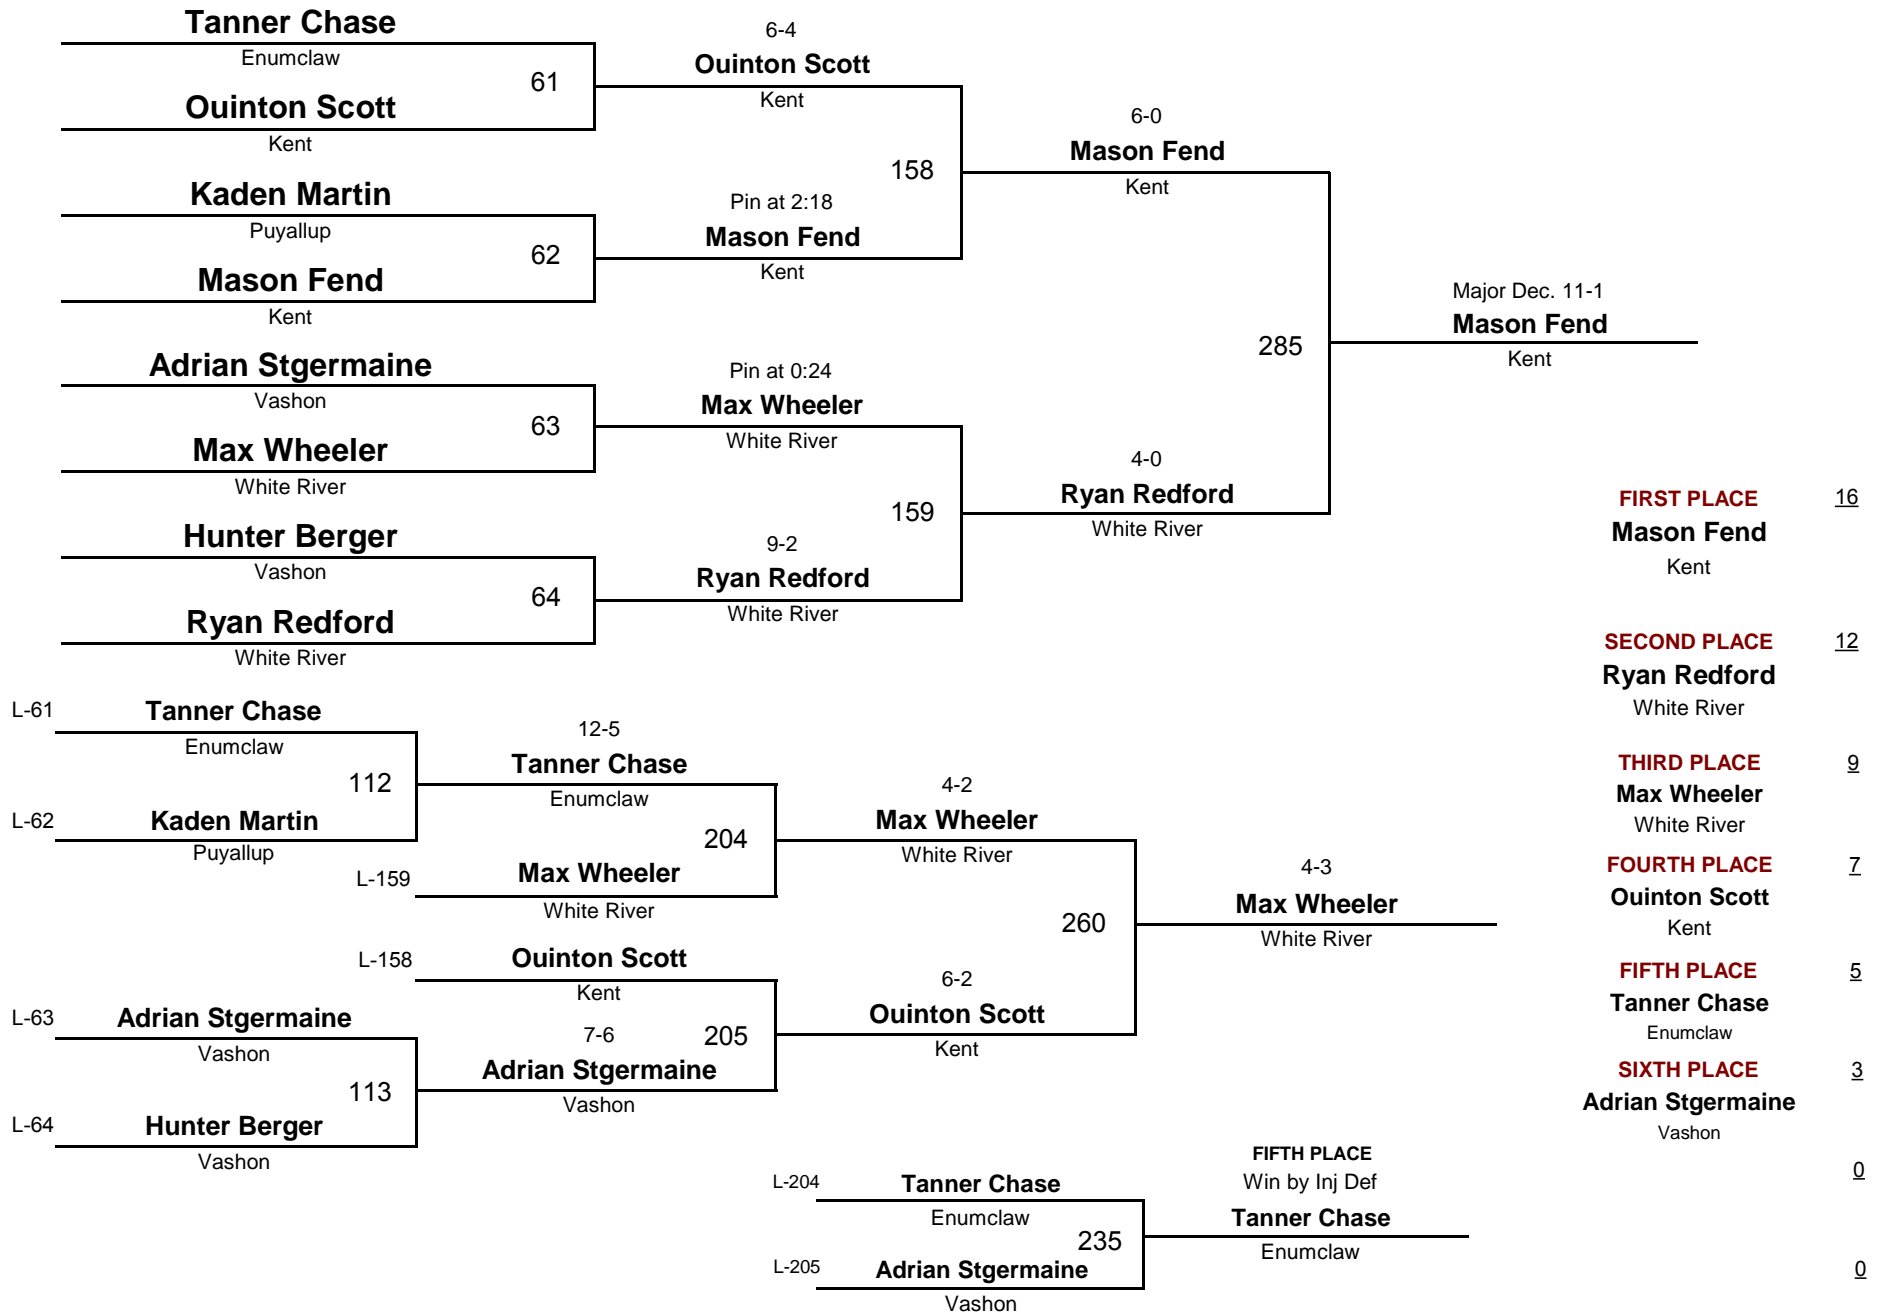 Tanner Chase
Enumclaw
61
Ouinton Scott
Kent
6-4
Ouinton Scott
Kent
Kaden Martin
Puyallup
62
Mason Fend
Kent
Pin at 2:18
Mason Fend
Kent
158
6-0
Mason Fend
Kent
Adrian Stgermaine
Vashon
63
Max Wheeler
White River
Pin at 0:24
Max Wheeler
White River
Hunter Berger
Vashon
64
Ryan Redford
White River
9-2
Ryan Redford
White River
159
4-0
Ryan Redford
White River
285
Major Dec. 11-1
Mason Fend
Kent
FIRST PLACE 16
Mason Fend
Kent
SECOND PLACE 12
Ryan Redford
White River
THIRD PLACE 9
Max Wheeler
White River
FOURTH PLACE 7
Ouinton Scott
Kent
FIFTH PLACE 5
Tanner Chase
Enumclaw
SIXTH PLACE 3
Adrian Stgermaine
Vashon
0
0
L-61 Tanner Chase
Enumclaw
112
L-62 Kaden Martin
Puyallup
12-5
Tanner Chase
Enumclaw
204
L-159 Max Wheeler
White River
4-2
Max Wheeler
White River
L-158 Ouinton Scott
Kent
L-63 Adrian Stgermaine
Vashon
113
L-64 Hunter Berger
Vashon
7-6
Adrian Stgermaine
Vashon
205
6-2
Ouinton Scott
Kent
260
4-3
Max Wheeler
White River
L-204 Tanner Chase
Enumclaw
235
L-205 Adrian Stgermaine
Vashon
FIFTH PLACE
Win by Inj Def
Tanner Chase
Enumclaw